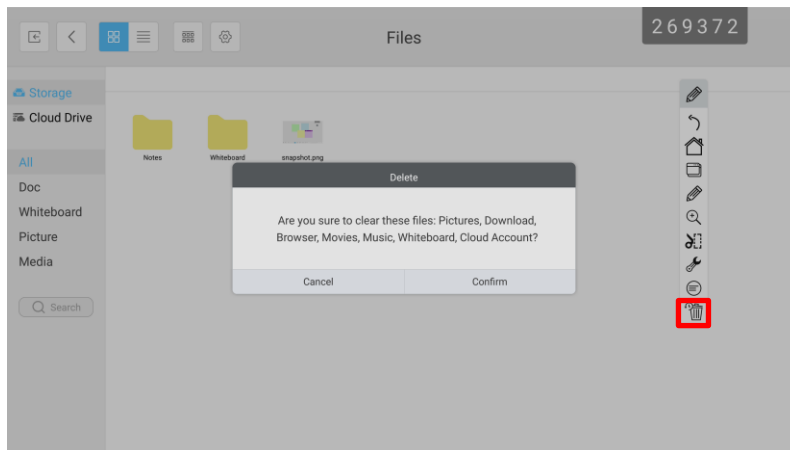 Files
269372
Storage
Cloud Drive
All
Doc
Whiteboard
Picture
Media
Search
Notes
Whiteboard
snapshot.png
Delete
Are you sure to clear these files: Pictures, Download,
Browser, Movies, Music, Whiteboard, Cloud Account?
Cancel
Confirm